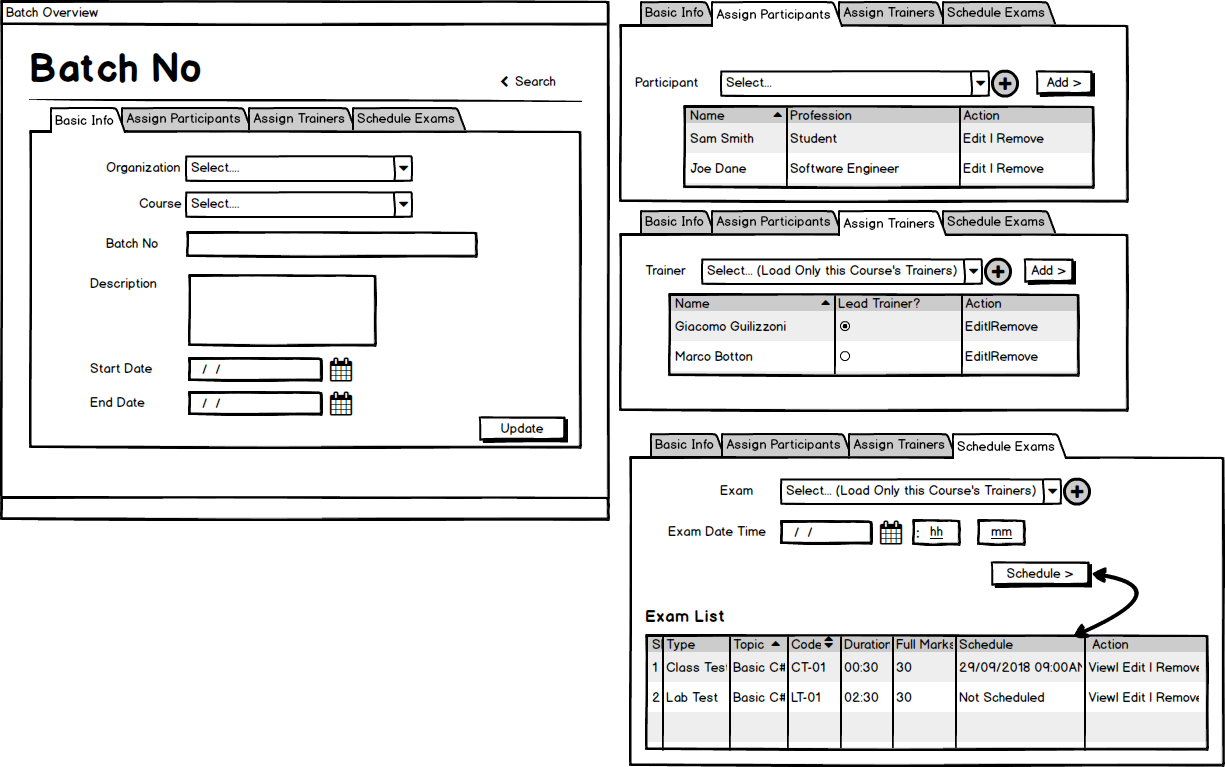 Batch Overview
Batch No
Search
Basic Info Assign Participants Assign Trainers Schedule Exams
Organization Select....
Course Select....
Batch No
Description
Start Date / /
End Date / /
Update
Basic Info Assign Participants Assign Trainers Schedule Exams
Participant Select... Add >
Name Profession Action
Sam Smith Student Edit | Remove
Joe Dane Software Engineer Edit | Remove
Basic Info Assign Participants Assign Trainers Schedule Exams
Trainer Select... (Load Only this Course's Trainers) Add >
Name Lead Trainer? Action
Giacomo Guilizzoni Edit|Remove
Marco Botton Edit|Remove
Basic Info Assign Participants Assign Trainers Schedule Exams
Exam Select... (Load Only this Course's Trainers)
Exam Date Time / / : hh mm
Schedule >
Exam List
S Type Topic Code Duration Full Marks Schedule Action
1 Class Test Basic C# CT-01 00:30 30 29/09/2018 09:00AM View| Edit | Remove
2 Lab Test Basic C# LT-01 02:30 30 Not Scheduled View| Edit | Remove